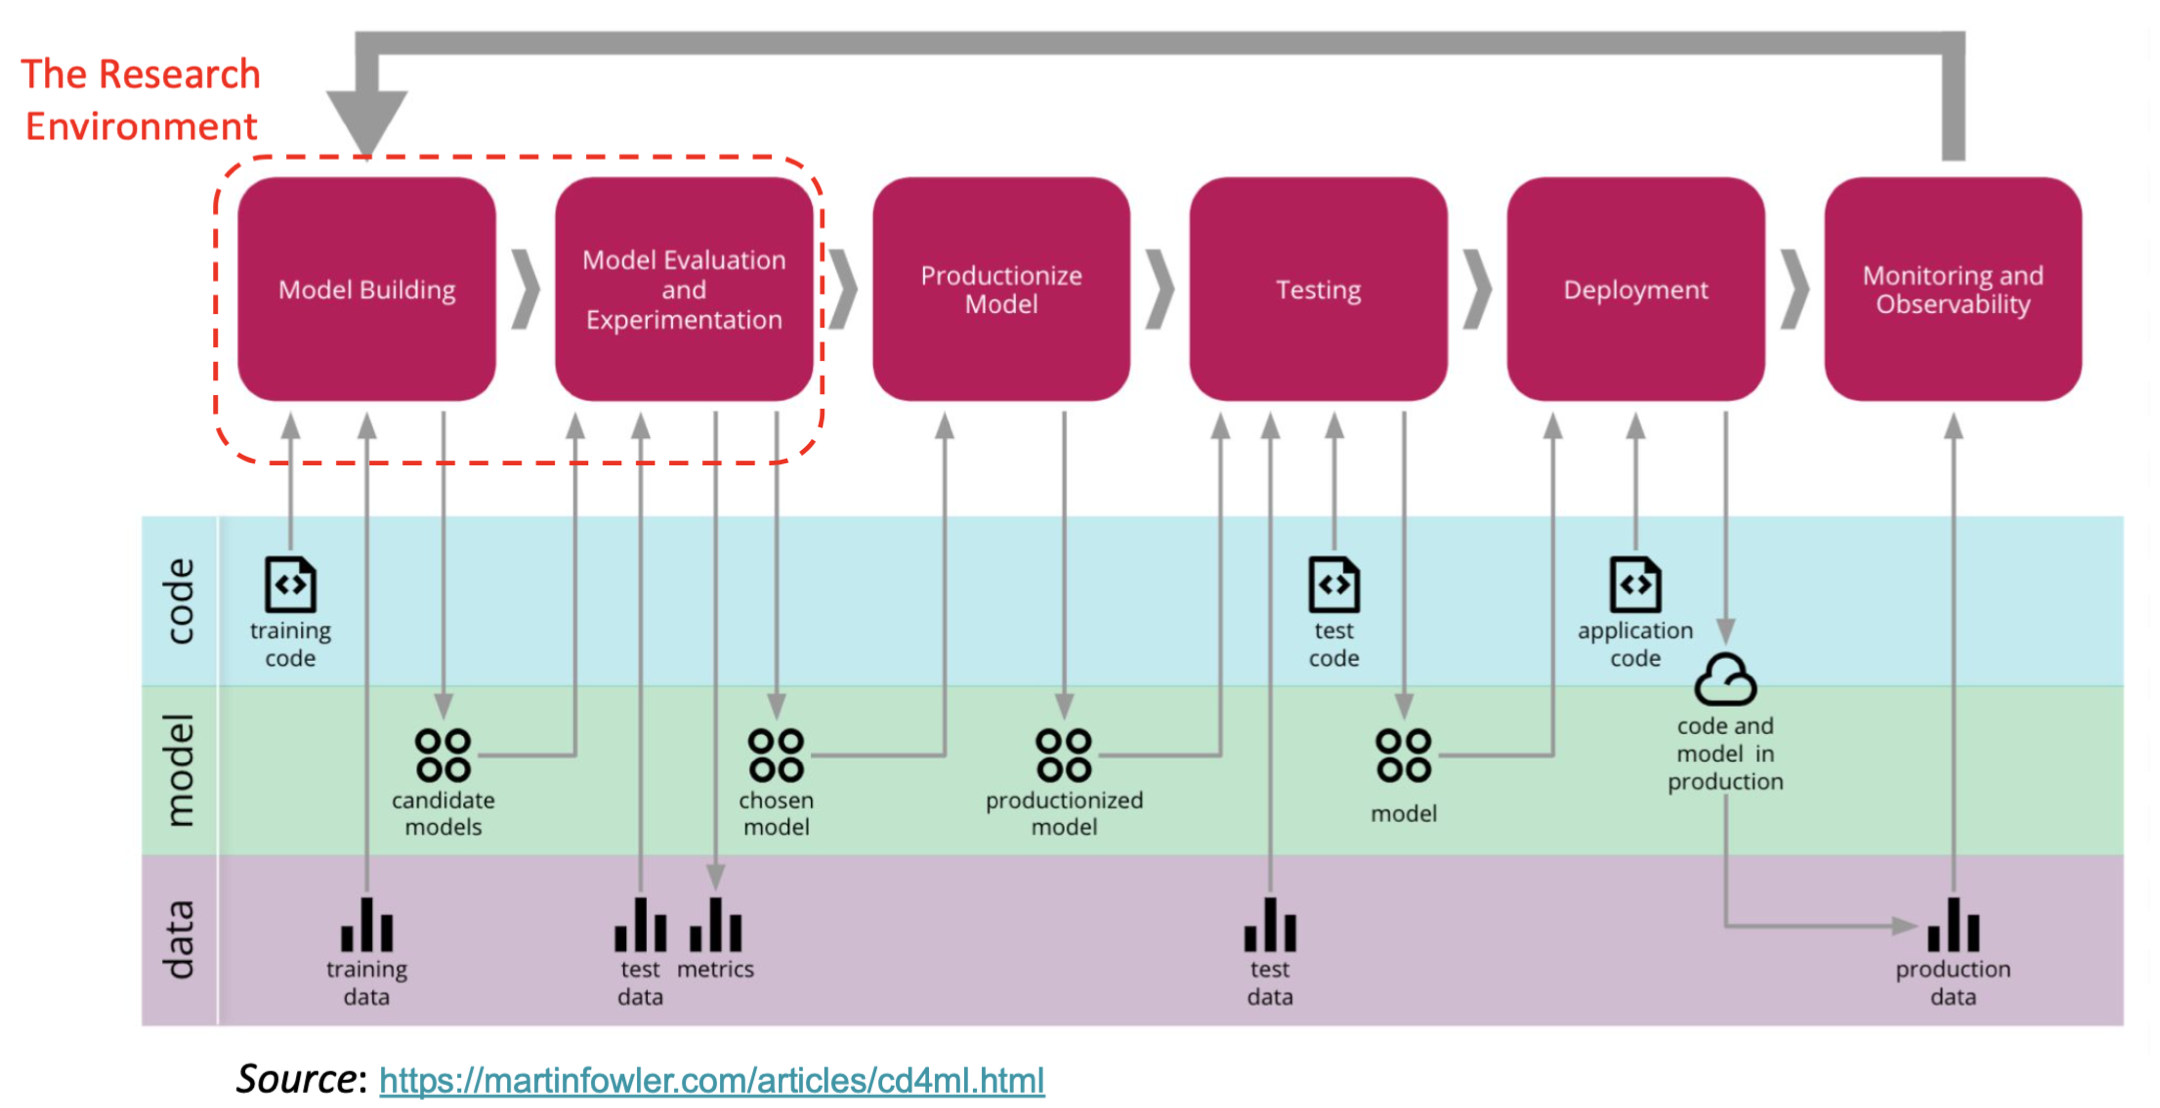 The Research
Environment
Model Building
Model Evaluation
and
Experimentation
Productionize
Model
Testing
Deployment
Monitoring and
Observability
code
training
code
test
code
application
code
model
candidate
models
chosen
model
productionized
model
model
code and
model in
production
data
training
data
test
data
metrics
test
data
production
data
Source: https://martinfowler.com/articles/cd4ml.html